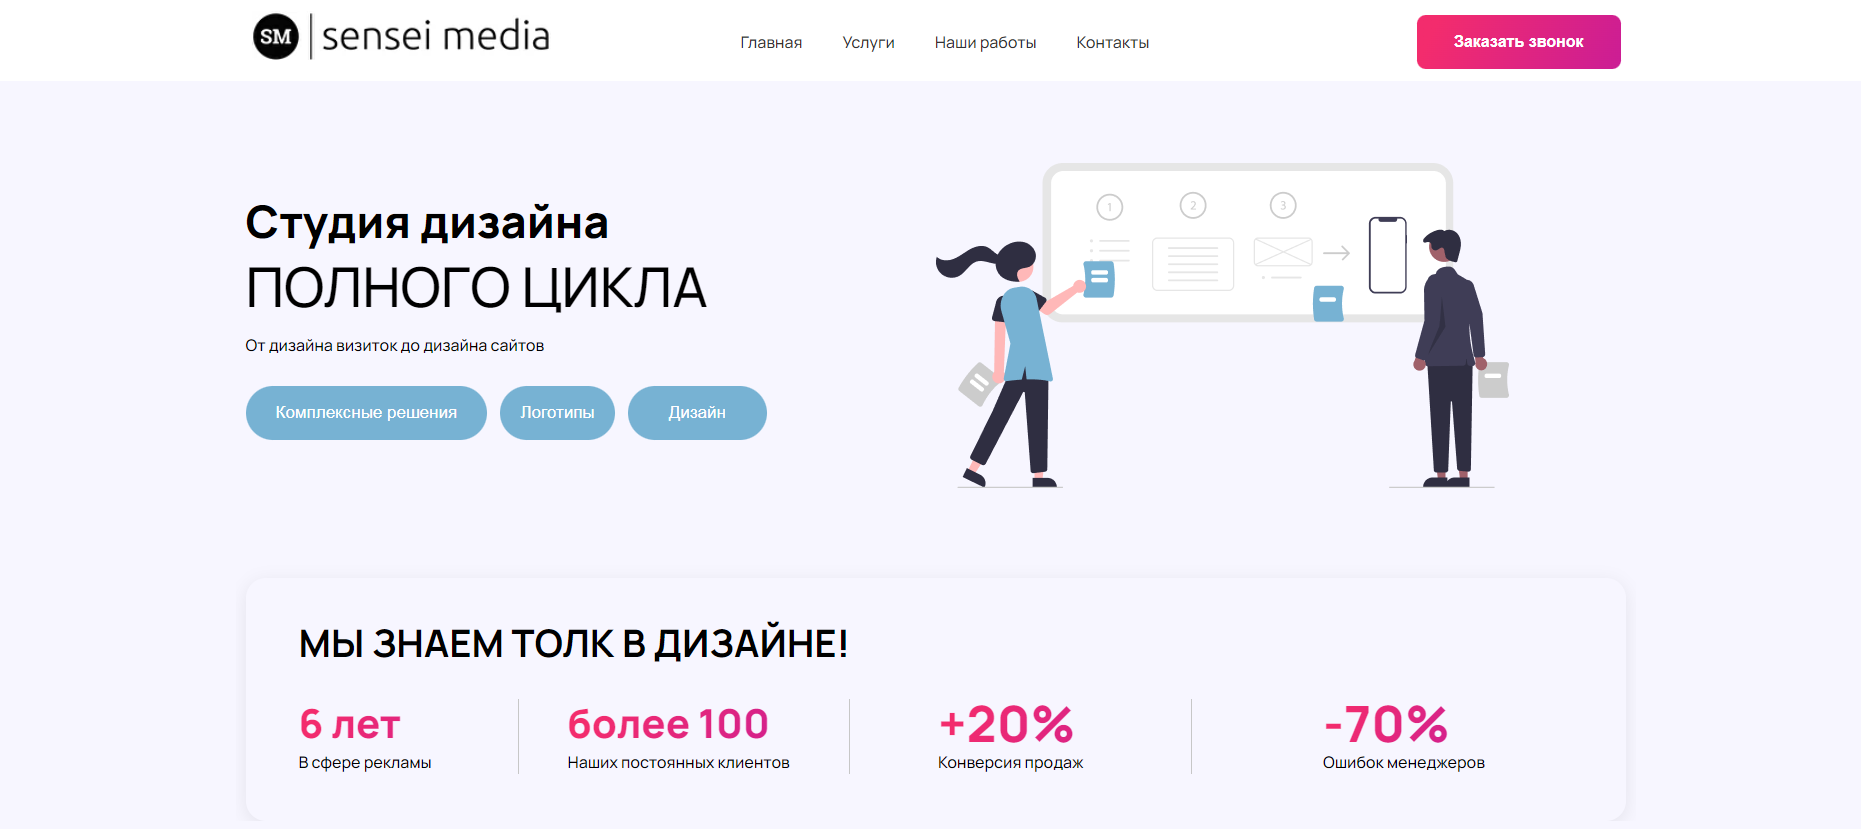 SM sensei media
Главная Услуги Наши работы Контакты
Заказать звонок
Студия дизайна
ПОЛНОГО ЦИКЛА
От дизайна визиток до дизайна сайтов
Комплексные решения Логотипы Дизайн
1 2 3
МЫ ЗНАЕМ ТОЛК В ДИЗАЙНЕ!
6 лет
В сфере рекламы
более 100
Наших постоянных клиентов
+20%
Конверсия продаж
-70%
Ошибок менеджеров